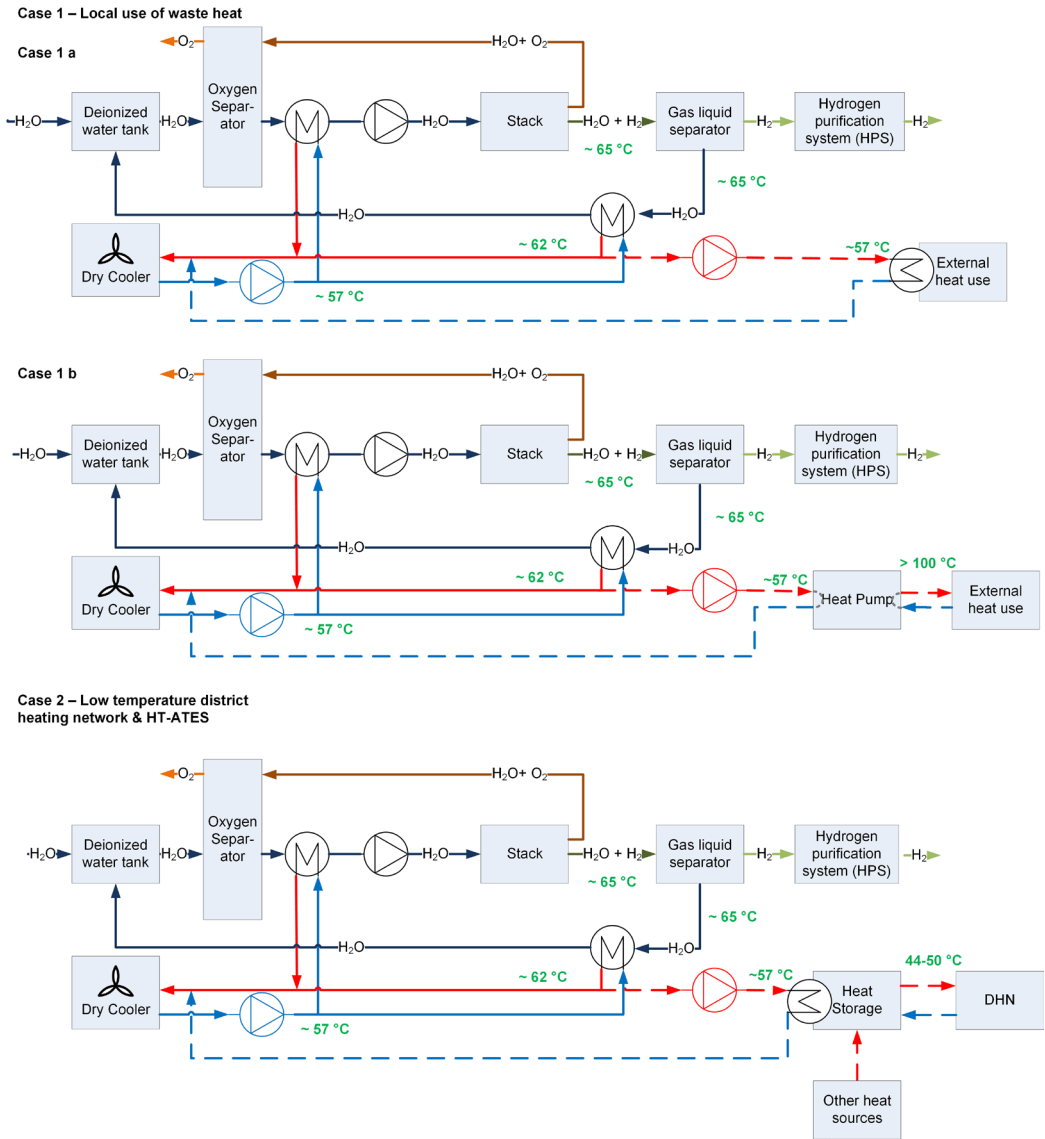 Case 1 – Local use of waste heat
Case 1 a
O₂
H₂O+ O₂
H₂O
Deionized
water tank
H₂O
Oxygen
Separ-
ator
H₂O
Stack
H₂O + H₂
~ 65 °C
Gas liquid
separator
H₂
Hydrogen
purification
system (HPS)
H₂
~ 65 °C
H₂O
H₂O
Dry Cooler
~ 62 °C
~ 57 °C
~57 °C
External
heat use
Case 1 b
O₂
H₂O+ O₂
H₂O
Deionized
water tank
H₂O
Oxygen
Separ-
ator
H₂O
Stack
H₂O + H₂
~ 65 °C
Gas liquid
separator
H₂
Hydrogen
purification
system (HPS)
H₂
~ 65 °C
H₂O
H₂O
Dry Cooler
~ 62 °C
~ 57 °C
~57 °C
Heat Pump
> 100 °C
External
heat use
Case 2 – Low temperature district
heating network & HT-ATES
O₂
H₂O+ O₂
H₂O
Deionized
water tank
H₂O
Oxygen
Separ-
ator
H₂O
Stack
H₂O + H₂
~ 65 °C
Gas liquid
separator
H₂
Hydrogen
purification
system (HPS)
H₂
~ 65 °C
H₂O
H₂O
Dry Cooler
~ 62 °C
~ 57 °C
~57 °C
Heat
Storage
44-50 °C
DHN
Other heat
sources